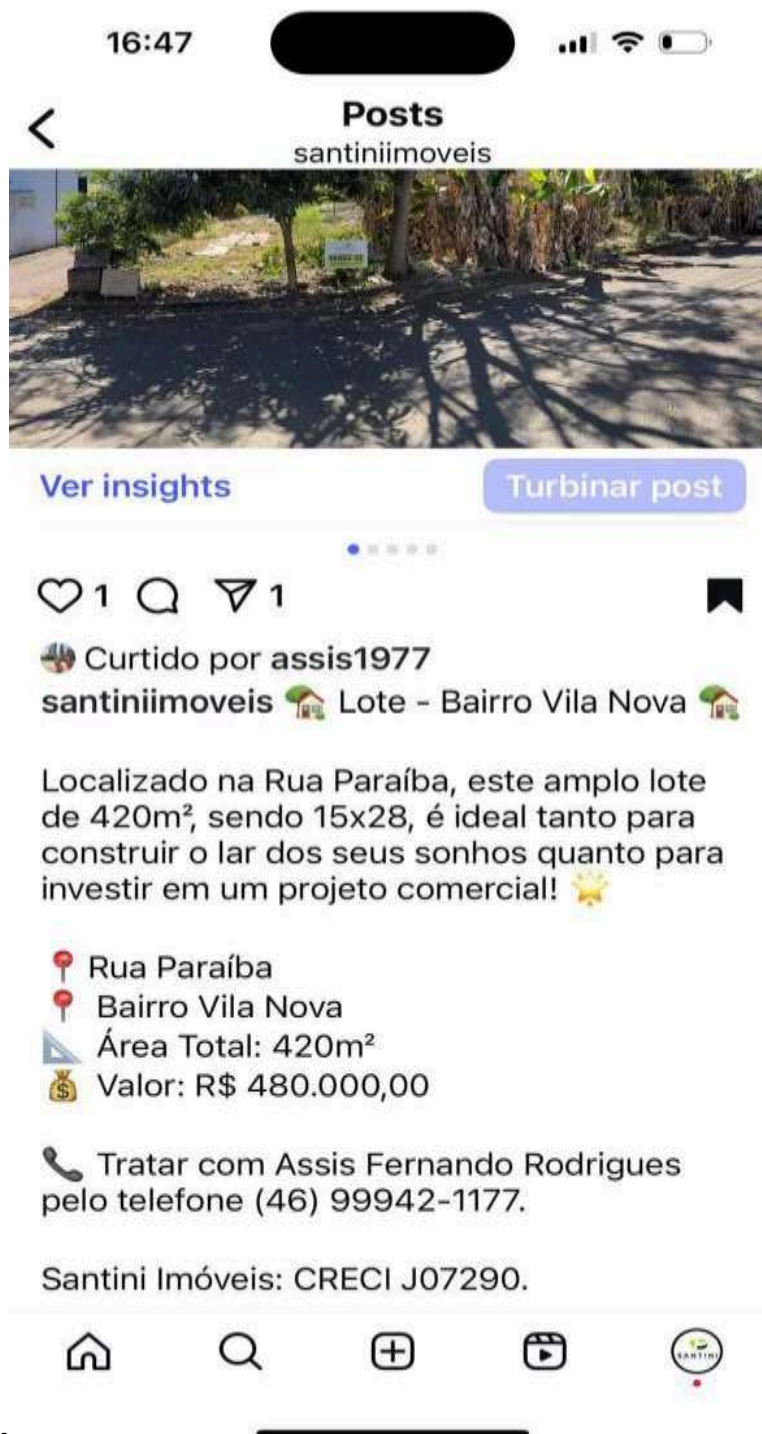 16:47
Posts
santiniimoveis
Ver insights
Turbinar post
1 1
Curtido por assis1977
santiniimoveis 🏡 Lote - Bairro Vila Nova 🏡
Localizado na Rua Paraíba, este amplo lote
de 420m², sendo 15x28, é ideal tanto para
construir o lar dos seus sonhos quanto para
investir em um projeto comercial! 🌟
📍 Rua Paraíba
📍 Bairro Vila Nova
📐 Área Total: 420m²
💰 Valor: R$ 480.000,00
📞 Tratar com Assis Fernando Rodrigues
pelo telefone (46) 99942-1177.
Santini Imóveis: CRECI J07290.
SANTINI